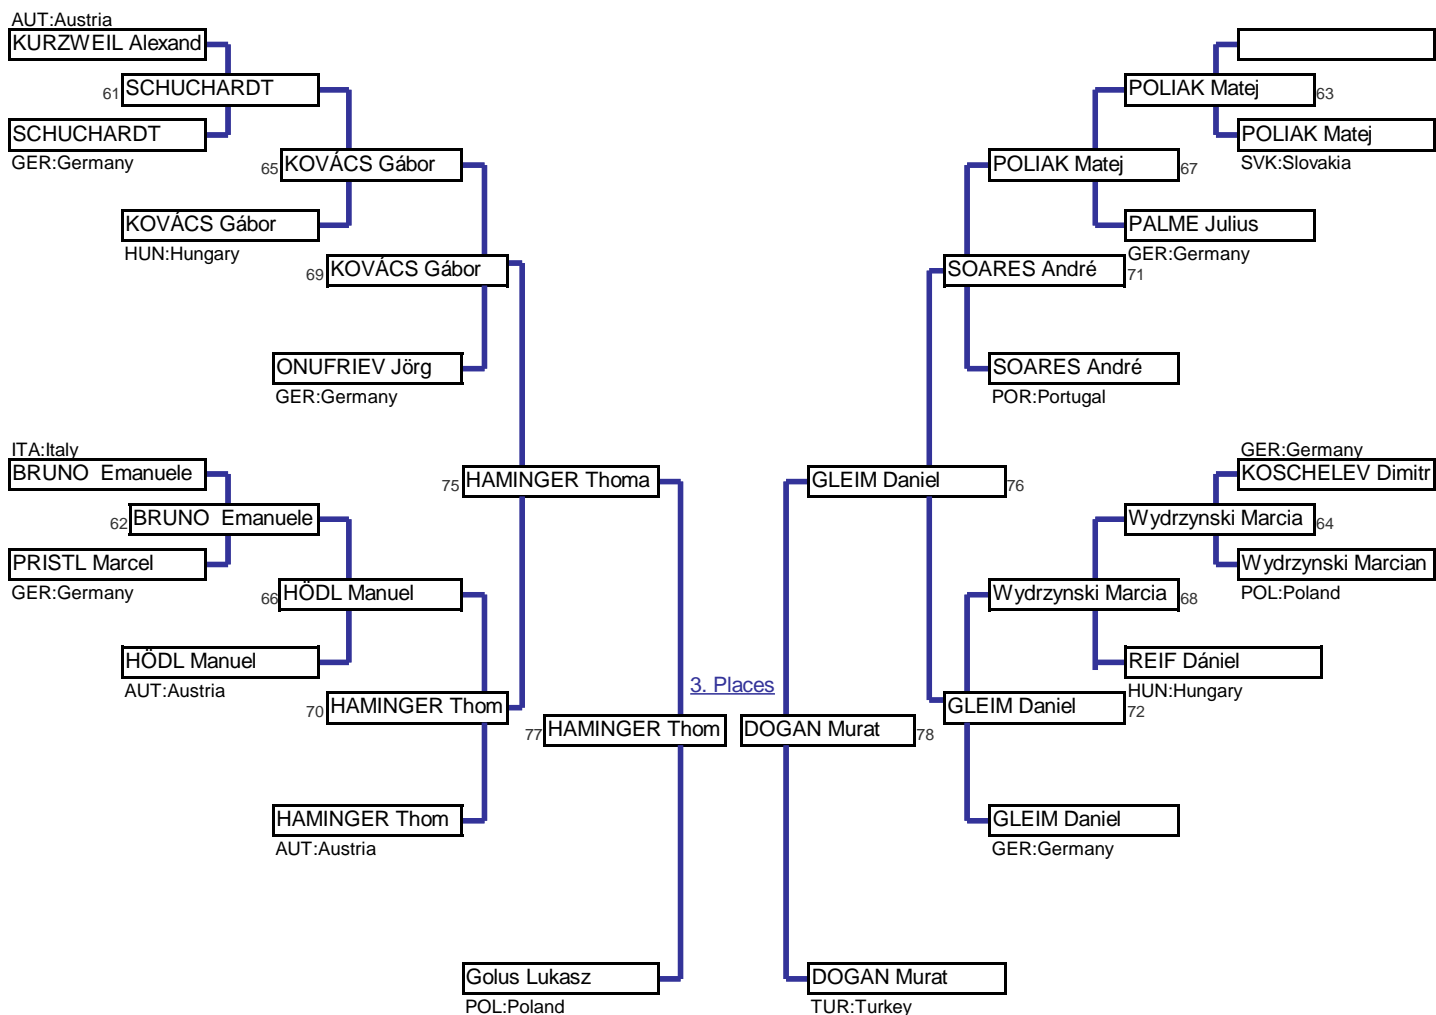 AUT:Austria
KURZWEIL Alexand
61 SCHUCHARDT
SCHUCHARDT
GER:Germany
65 KOVÁCS Gábor
KOVÁCS Gábor
HUN:Hungary
69 KOVÁCS Gábor
ONUFRIEV Jörg
GER:Germany
ITA:Italy
BRUNO  Emanuele
62 BRUNO  Emanuele
PRISTL Marcel
GER:Germany
66 HÖDL Manuel
HÖDL Manuel
AUT:Austria
70 HAMINGER Thom
HAMINGER Thom
AUT:Austria
75 HAMINGER Thoma
77 HAMINGER Thom
Golus Lukasz
POL:Poland
3. Places
POLIAK Matej 63
POLIAK Matej
SVK:Slovakia
POLIAK Matej 67
PALME Julius
GER:Germany
SOARES André 71
SOARES André
POR:Portugal
GLEIM Daniel 76
GER:Germany
KOSCHELEV Dimitr
Wydrzynski Marcia 64
Wydrzynski Marcian
POL:Poland
Wydrzynski Marcia 68
REIF Dániel
HUN:Hungary
GLEIM Daniel 72
GLEIM Daniel
GER:Germany
DOGAN Murat 78
DOGAN Murat
TUR:Turkey